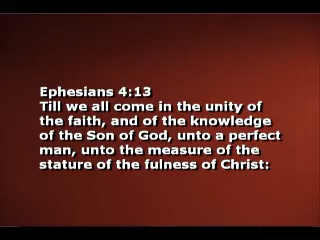 Ephesians 4:13
Till we all come in the unity of
the faith, and of the knowledge
of the Son of God, unto a perfect
man, unto the measure of the
stature of the fulness of Christ: